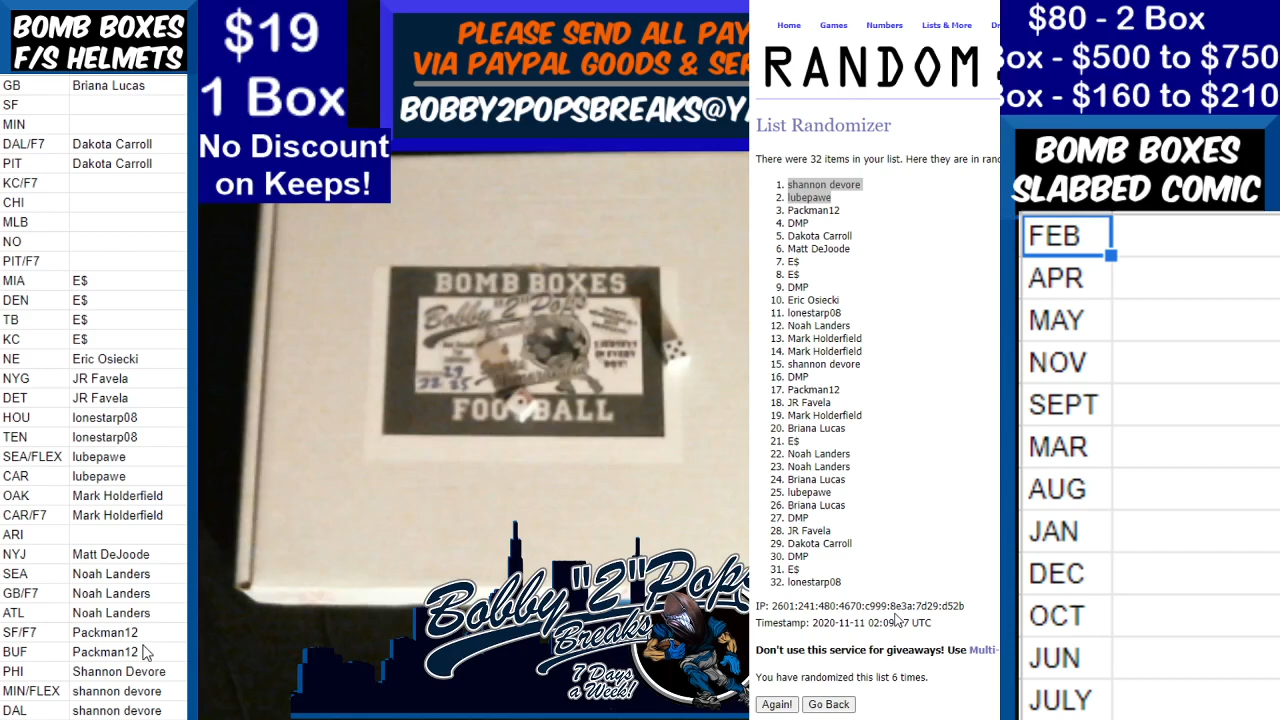 BOMB BOXES
F/S HELMETS
GB Briana Lucas
SF
MIN
DAL/F7 Dakota Carroll
PIT Dakota Carroll
KC/F7
CHI
MLB
NO
PIT/F7
MIA E$
DEN E$
TB E$
KC E$
NE Eric Osiecki
NYG JR Favela
DET JR Favela
HOU lonestarp08
TEN lonestarp08
SEA/FLEX lubepawe
CAR lubepawe
OAK Mark Holderfield
CAR/F7 Mark Holderfield
ARI
NYJ Matt DeJoode
SEA Noah Landers
GB/F7 Noah Landers
ATL Noah Landers
SF/F7 Packman12
BUF Packman12
PHI Shannon Devore
MIN/FLEX shannon devore
DAL shannon devore
$19
1 Box
No Discount
on Keeps!
PLEASE SEND ALL PAY
VIA PAYPAL GOODS & SER
BOBBY2POPSBREAKS@YA
BOMB BOXES
Bobby "2" Pops
FOOTBALL
Bobby "2" Pops
Breaks
7 Days
a Week!
Home Games Numbers Lists & More Dr
RANDOM
List Randomizer
There were 32 items in your list. Here they are in rand
1. shannon devore
2. lubepawe
3. Packman12
4. DMP
5. Dakota Carroll
6. Matt DeJoode
7. E$
8. E$
9. DMP
10. Eric Osiecki
11. lonestarp08
12. Noah Landers
13. Mark Holderfield
14. Mark Holderfield
15. shannon devore
16. DMP
17. Packman12
18. JR Favela
19. Mark Holderfield
20. Briana Lucas
21. E$
22. Noah Landers
23. Noah Landers
24. Briana Lucas
25. lubepawe
26. Briana Lucas
27. DMP
28. JR Favela
29. Dakota Carroll
30. DMP
31. E$
32. lonestarp08
IP: 2601:241:480:4670:c999:8e3a:7d29:d52b
Timestamp: 2020-11-11 UTC
Don't use this service for giveaways! Use Multi-
You have randomized this list 6 times.
Again! Go Back
$80 - 2 Box
Box - $500 to $750
Box - $160 to $210
BOMB BOXES
SLABBED COMIC
FEB
APR
MAY
NOV
SEPT
MAR
AUG
JAN
DEC
OCT
JUN
JULY